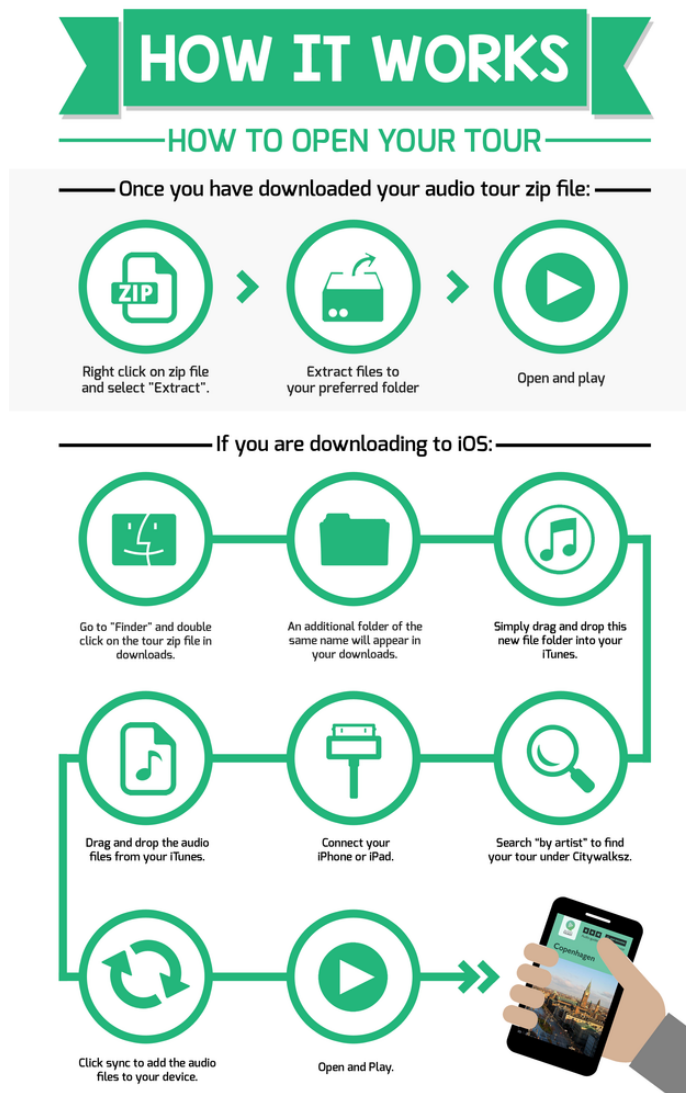 HOW IT WORKS
HOW TO OPEN YOUR TOUR
Once you have downloaded your audio tour zip file:
ZIP
Right click on zip file
and select "Extract".
Extract files to
your preferred folder
Open and play
If you are downloading to iOS:
Go to "Finder" and double
click on the tour zip file in
downloads.
An additional folder of the
same name will appear in
your downloads.
Simply drag and drop this
new file folder into your
iTunes.
Search "by artist" to find
your tour under Citywalksz.
Connect your
iPhone or iPad.
Drag and drop the audio
files from your iTunes.
Click sync to add the audio
files to your device.
Open and Play.
Copenhagen